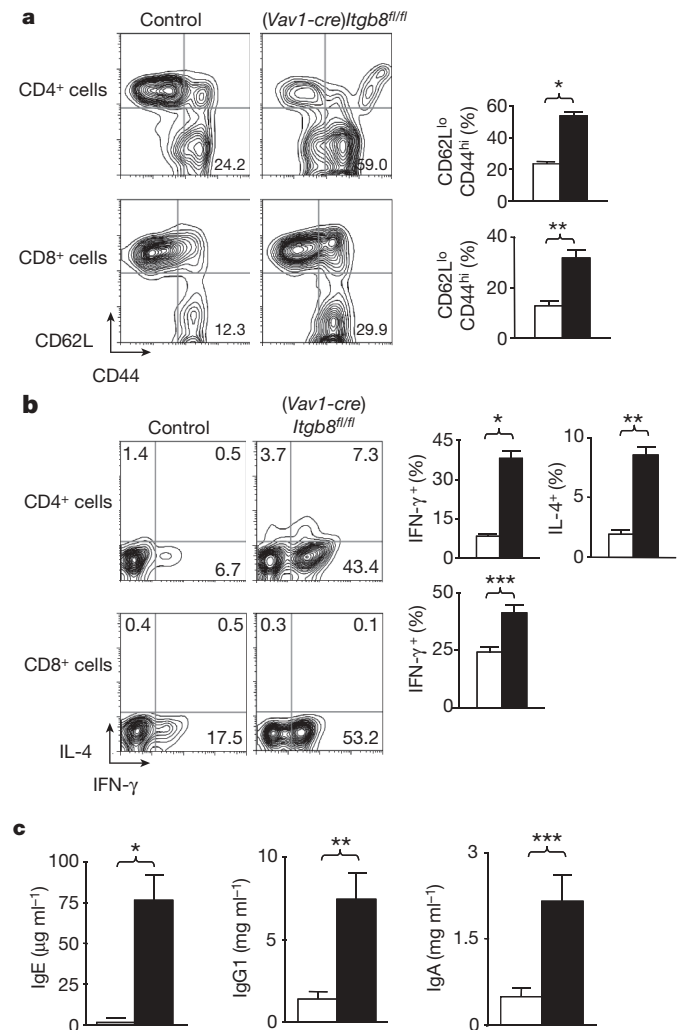 a
Control
(Vav1-cre)Itgb8fl/fl
CD4+ cells
24.2
59.0
CD62Llo
CD44hi (%)
60
40
20
0
*
CD8+ cells
12.3
29.9
CD62L
CD44
CD62Llo
CD44hi (%)
40
20
0
**
b
Control
(Vav1-cre)
Itgb8fl/fl
CD4+ cells
1.4
0.5
6.7
3.7
7.3
43.4
IFN-γ+ (%)
45
30
15
0
*
IL-4+ (%)
10
5
0
**
CD8+ cells
0.4
0.5
17.5
0.3
0.1
53.2
IL-4
IFN-γ
IFN-γ+ (%)
50
25
0
***
c
IgE (μg ml−1)
100
75
50
25
0
*
IgG1 (mg ml−1)
10
5
0
**
IgA (mg ml−1)
3
1.5
0
***